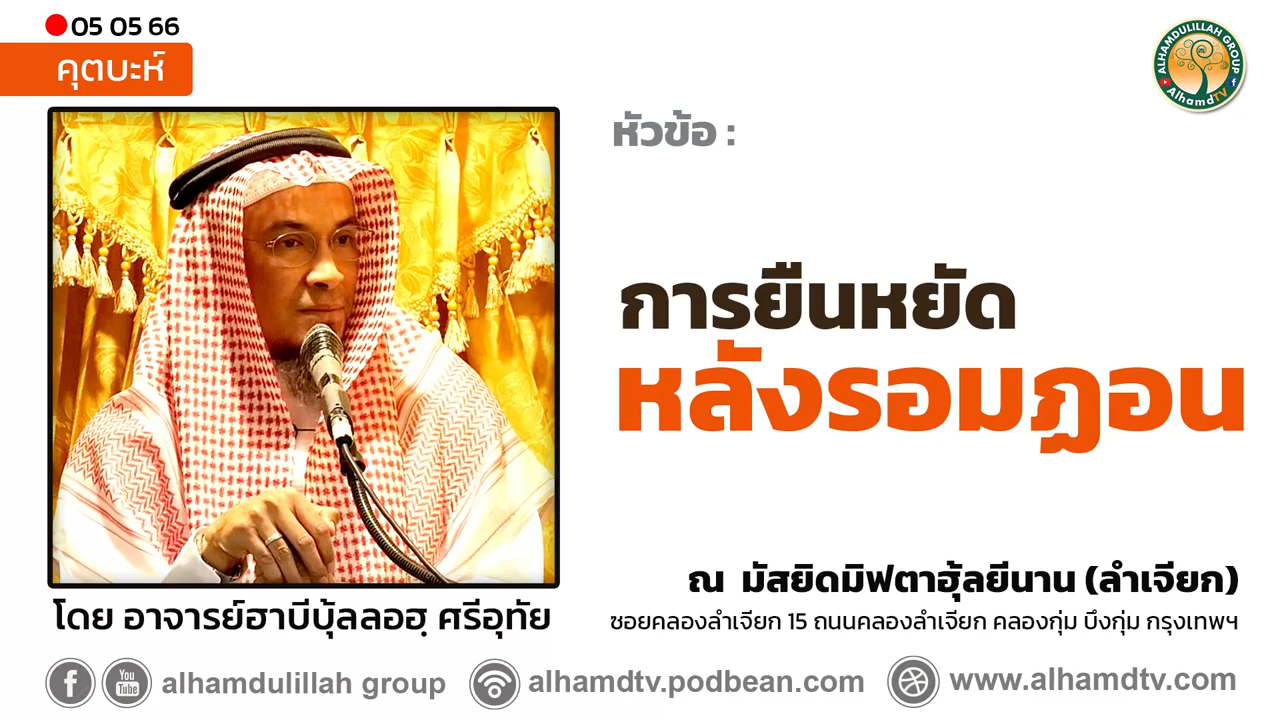 05 05 66
คุตบะห์
ALHAMDULILLAH GROUP
AlhamdTV
หัวข้อ :
การยืนหยัด
หลังรอมฎอน
ณ มัสยิดมิฟตาฮุ้ลยีนาน (ลำเจียก)
โดย อาจารย์ฮาบีบุ้ลลอฮฺ ศรีอุทัย
ซอยคลองลำเจียก 15 ถนนคลองลำเจียก คลองกุ่ม บึงกุ่ม กรุงเทพฯ
f You Tube alhamdulillah group alhamdtv.podbean.com www.alhamdtv.com